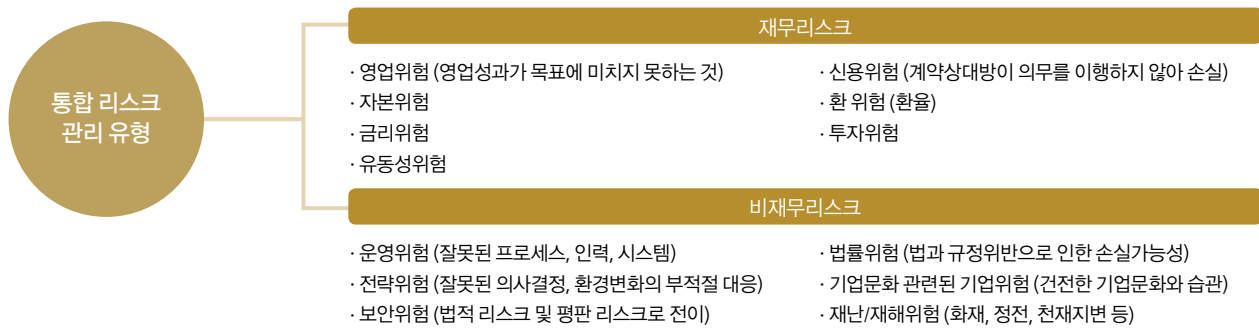 통합 리스크
관리 유형
재무리스크
· 영업위험 (영업성과가 목표에 미치지 못하는 것)
· 자본위험
· 금리위험
· 유동성위험
· 신용위험 (계약상대방이 의무를 이행하지 않아 손실)
· 환 위험 (환율)
· 투자위험
비재무리스크
· 운영위험 (잘못된 프로세스, 인력, 시스템)
· 전략위험 (잘못된 의사결정, 환경변화의 부적절 대응)
· 보안위험 (법적 리스크 및 평판 리스크로 전이)
· 법률위험 (법과 규정위반으로 인한 손실가능성)
· 기업문화 관련된 기업위험 (건전한 기업문화와 습관)
· 재난/재해위험 (화재, 정전, 천재지변 등)